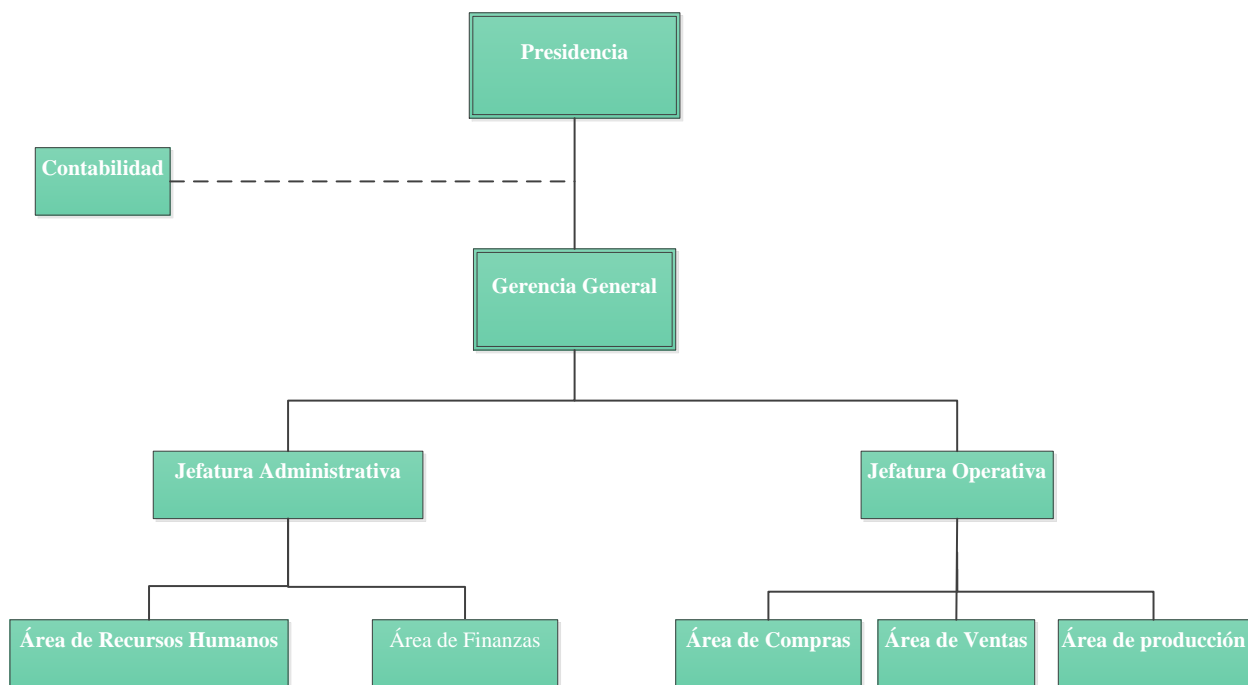 Presidencia
Contabilidad
Gerencia General
Jefatura Administrativa
Jefatura Operativa
Área de Recursos Humanos
Área de Finanzas
Área de Compras
Área de Ventas
Área de producción